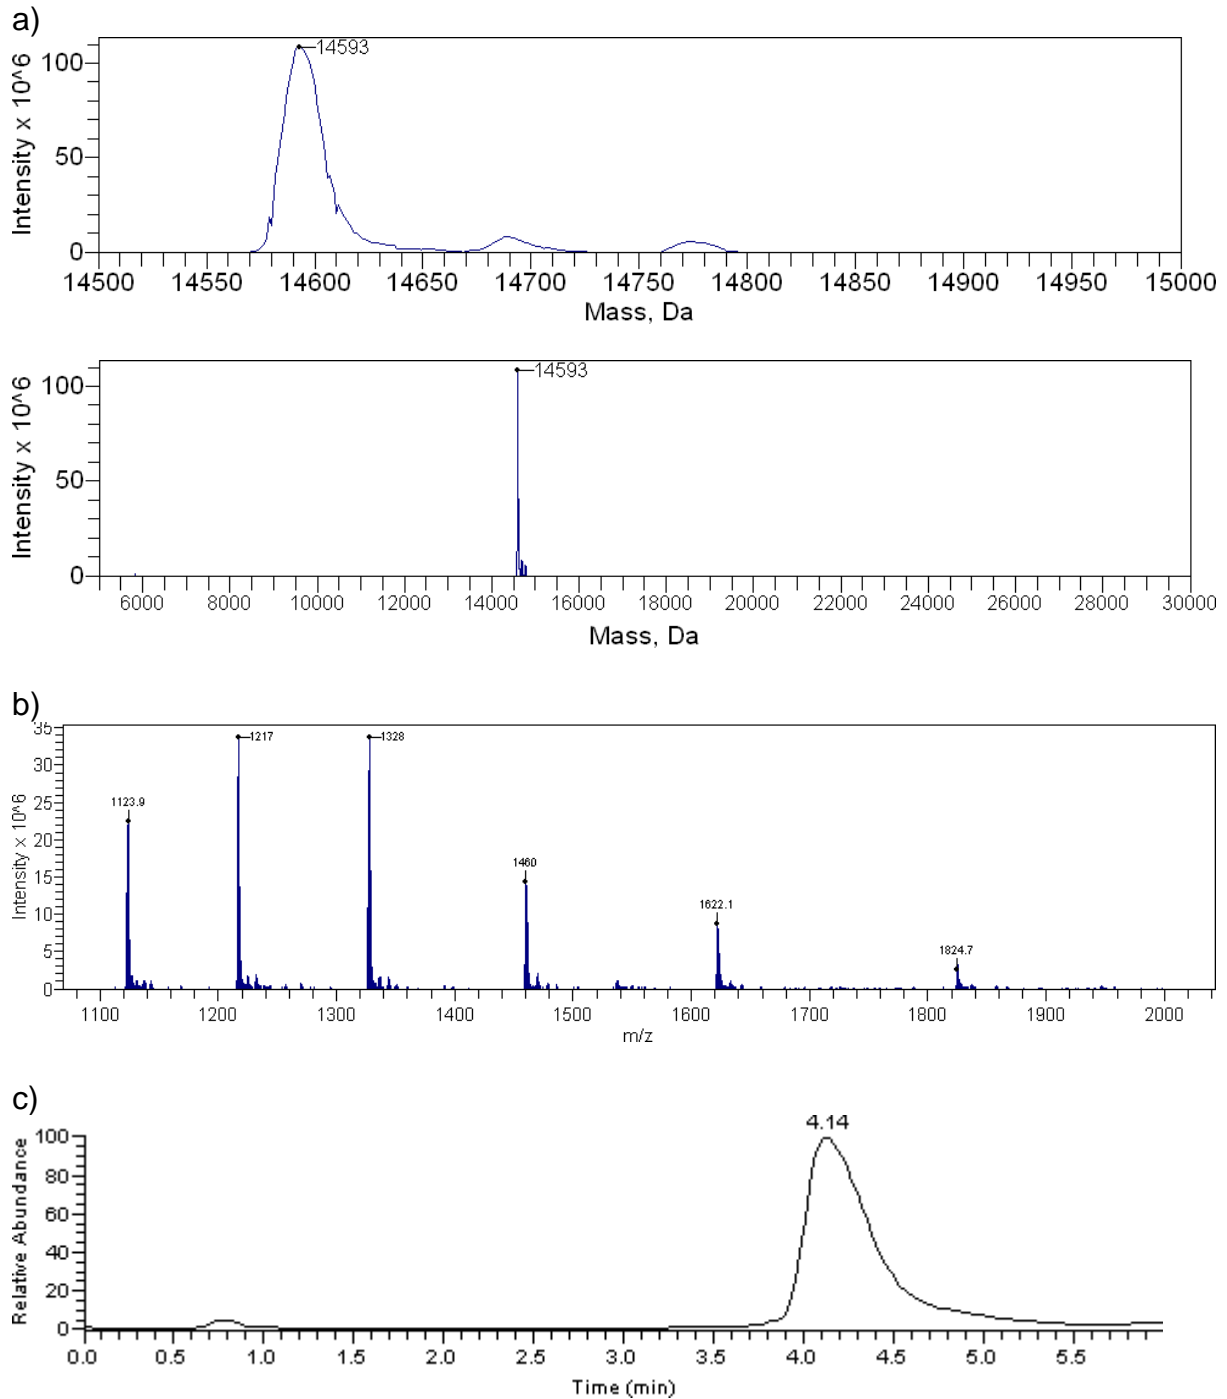 a)
14593
100
50
0
Intensity x 10^6
14500 14550 14600 14650 14700 14750 14800 14850 14900 14950 15000
Mass, Da
14593
100
50
0
Intensity x 10^6
6000 8000 10000 12000 14000 16000 18000 20000 22000 24000 26000 28000 30000
Mass, Da
b)
35
30
25
20
15
10
5
0
Intensity x 10^6
1123.9
1217
1328
1460
1622.1
1824.7
1100 1200 1300 1400 1500 1600 1700 1800 1900 2000
m/z
c)
4.14
100
80
60
40
20
0
Relative Abundance
0.0 0.5 1.0 1.5 2.0 2.5 3.0 3.5 4.0 4.5 5.0 5.5
Time (min)